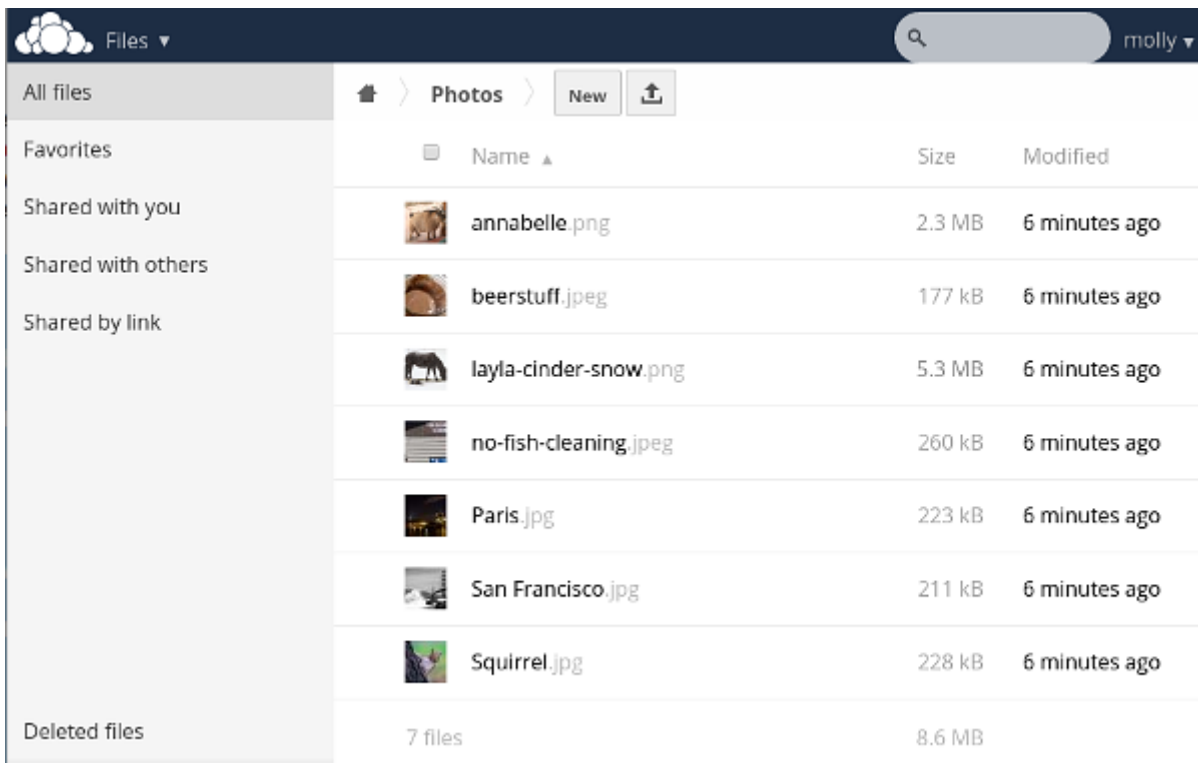 Files ▾ molly ▾
All files
Favorites
Shared with you
Shared with others
Shared by link
Deleted files
Photos New
Name ▴ Size Modified
annabelle.png 2.3 MB 6 minutes ago
beerstuff.jpeg 177 kB 6 minutes ago
layla-cinder-snow.png 5.3 MB 6 minutes ago
no-fish-cleaning.jpeg 260 kB 6 minutes ago
Paris.jpg 223 kB 6 minutes ago
San Francisco.jpg 211 kB 6 minutes ago
Squirrel.jpg 228 kB 6 minutes ago
7 files 8.6 MB